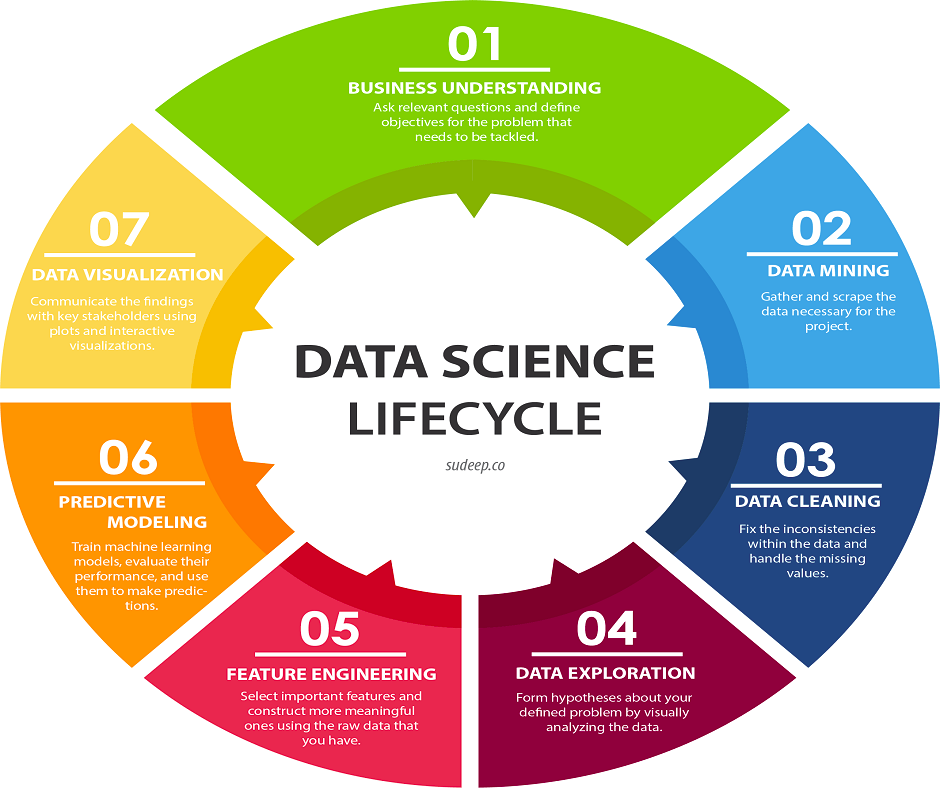 01
BUSINESS UNDERSTANDING
Ask relevant questions and define
objectives for the problem that
needs to be tackled.
02
DATA MINING
Gather and scrape the
data necessary for the
project.
03
DATA CLEANING
Fix the inconsistencies
within the data and
handle the missing
values.
04
DATA EXPLORATION
Form hypotheses about your
defined problem by visually
analyzing the data.
05
FEATURE ENGINEERING
Select important features and
construct more meaningful
ones using the raw data that
you have.
06
PREDICTIVE
MODELING
Train machine learning
models, evaluate their
performance, and use
them to make predic-
tions.
07
DATA VISUALIZATION
Communicate the findings
with key stakeholders using
plots and interactive
visualizations.
DATA SCIENCE
LIFECYCLE
sudeep.co